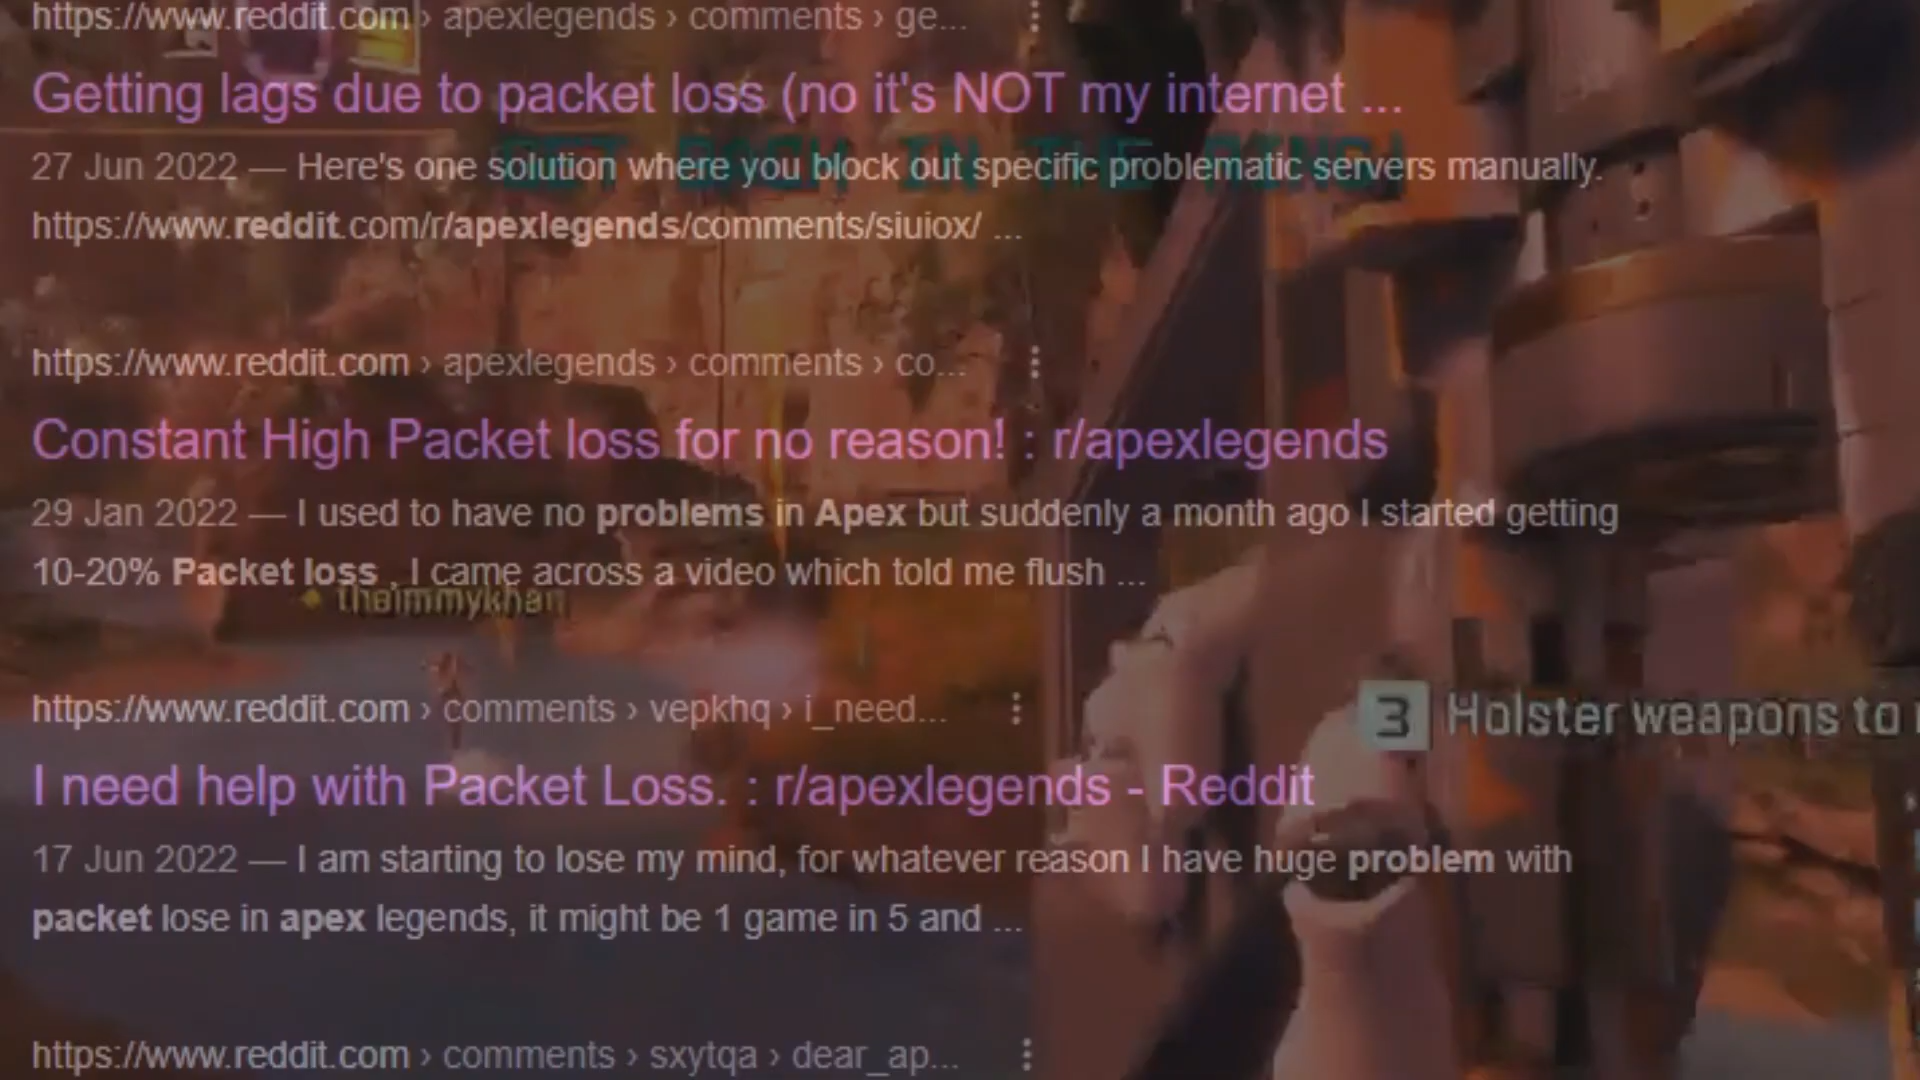 https://www.reddit.com › apexlegends › comments › ge...
Getting lags due to packet loss (no it's NOT my internet ...
GET BACK IN THE RING!
27 Jun 2022 — Here's one solution where you block out specific problematic servers manually.
https://www.reddit.com/r/apexlegends/comments/siuiox/ ...
https://www.reddit.com › apexlegends › comments › co...
Constant High Packet loss for no reason! : r/apexlegends
29 Jan 2022 — I used to have no problems in Apex but suddenly a month ago I started getting
10-20% Packet loss , I came across a video which told me flush ...
theimmykhan
https://www.reddit.com › comments › vepkhq › i_need...
3 Holster weapons to
I need help with Packet Loss. : r/apexlegends - Reddit
17 Jun 2022 — I am starting to lose my mind, for whatever reason I have huge problem with
packet lose in apex legends, it might be 1 game in 5 and ...
https://www.reddit.com › comments › sxytqa › dear_ap...